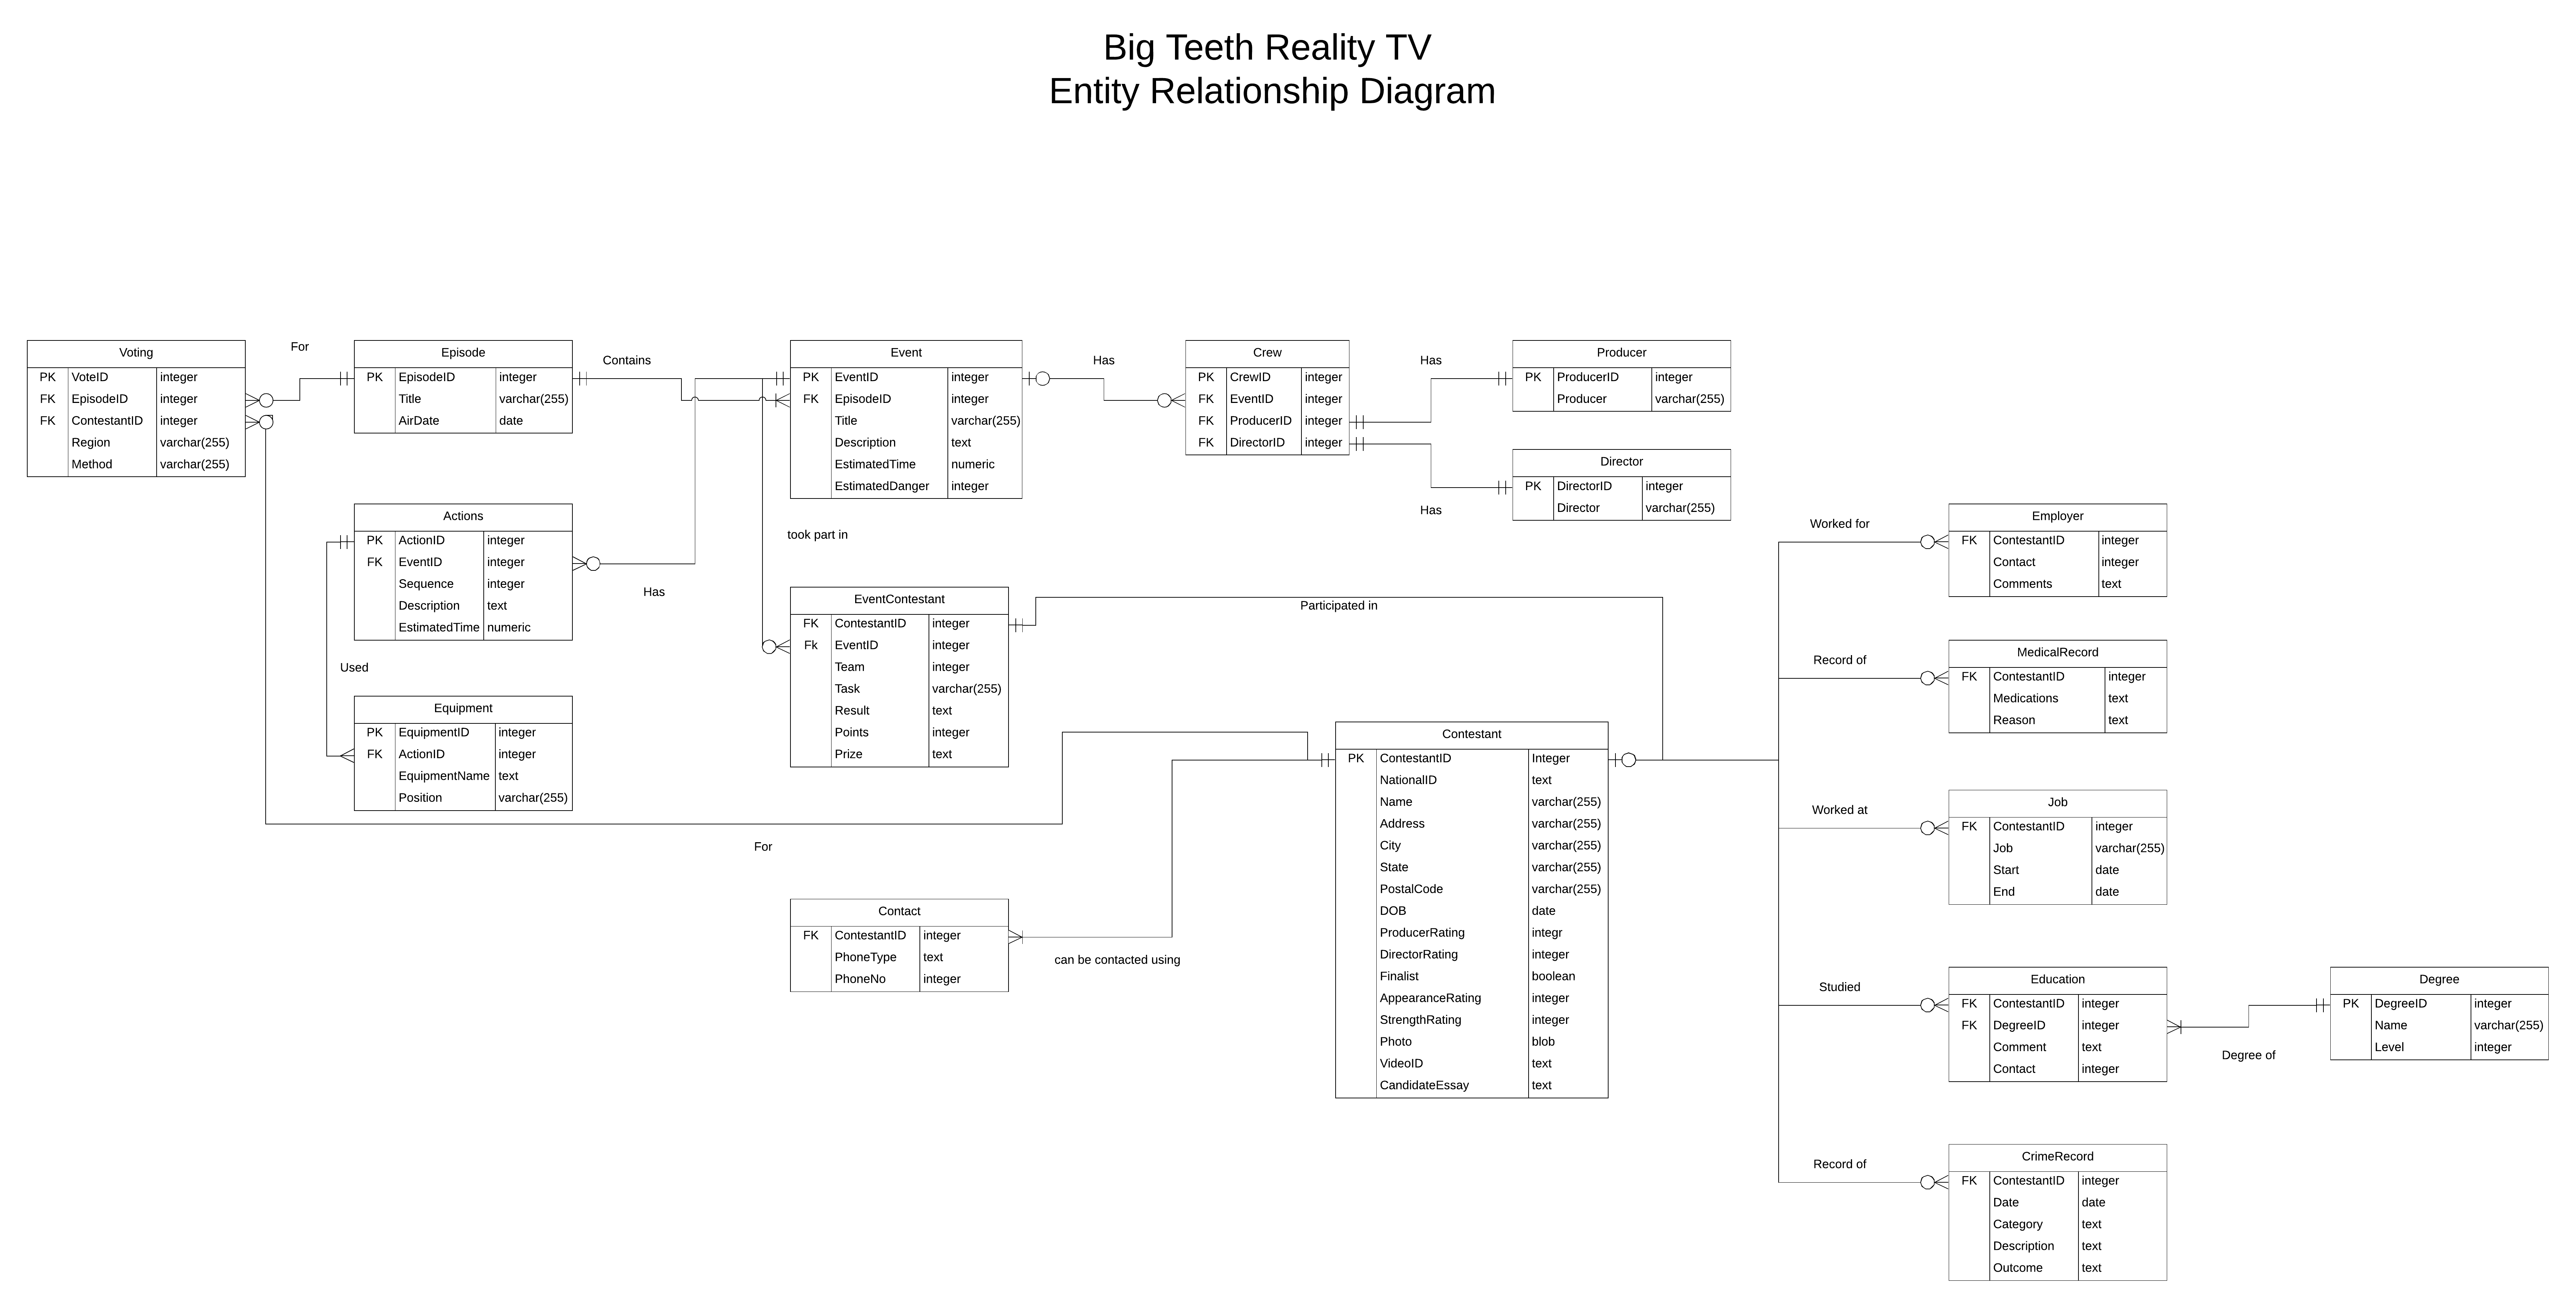 Big Teeth Reality TV
Entity Relationship Diagram
Voting
PK VoteID integer
FK EpisodeID integer
FK ContestantID integer
Region varchar(255)
Method varchar(255)
For
Episode
PK EpisodeID integer
Title varchar(255)
AirDate date
Contains
Event
PK EventID integer
FK EpisodeID integer
Title varchar(255)
Description text
EstimatedTime numeric
EstimatedDanger integer
Has
Crew
PK CrewID integer
FK EventID integer
FK ProducerID integer
FK DirectorID integer
Has
Producer
PK ProducerID integer
Producer varchar(255)
Has
Director
PK DirectorID integer
Director varchar(255)
Actions
PK ActionID integer
FK EventID integer
Sequence integer
Description text
EstimatedTime numeric
Has
Used
Equipment
PK EquipmentID integer
FK ActionID integer
EquipmentName text
Position varchar(255)
took part in
EventContestant
FK ContestantID integer
Fk EventID integer
Team integer
Task varchar(255)
Result text
Points integer
Prize text
Participated in
For
Contact
FK ContestantID integer
PhoneType text
PhoneNo integer
can be contacted using
Contestant
PK ContestantID Integer
NationalID text
Name varchar(255)
Address varchar(255)
City varchar(255)
State varchar(255)
PostalCode varchar(255)
DOB date
ProducerRating integr
DirectorRating integer
Finalist boolean
AppearanceRating integer
StrengthRating integer
Photo blob
VideoID text
CandidateEssay text
Worked for
Employer
FK ContestantID integer
Contact integer
Comments text
Record of
MedicalRecord
FK ContestantID integer
Medications text
Reason text
Worked at
Job
FK ContestantID integer
Job varchar(255)
Start date
End date
Studied
Education
FK ContestantID integer
FK DegreeID integer
Comment text
Contact integer
Degree of
Degree
PK DegreeID integer
Name varchar(255)
Level integer
Record of
CrimeRecord
FK ContestantID integer
Date date
Category text
Description text
Outcome text